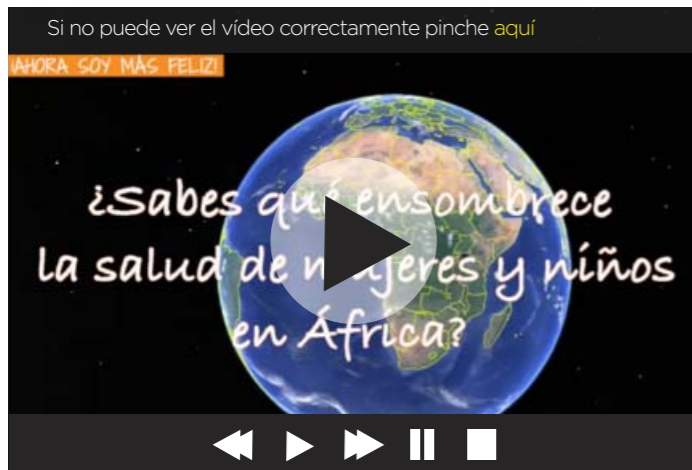 Si no puede ver el vídeo correctamente pinche aquí
¡AHORA SOY MÁS FELIZ!
¿Sabes qué ensombrece
la salud de mujeres y niños
en África?